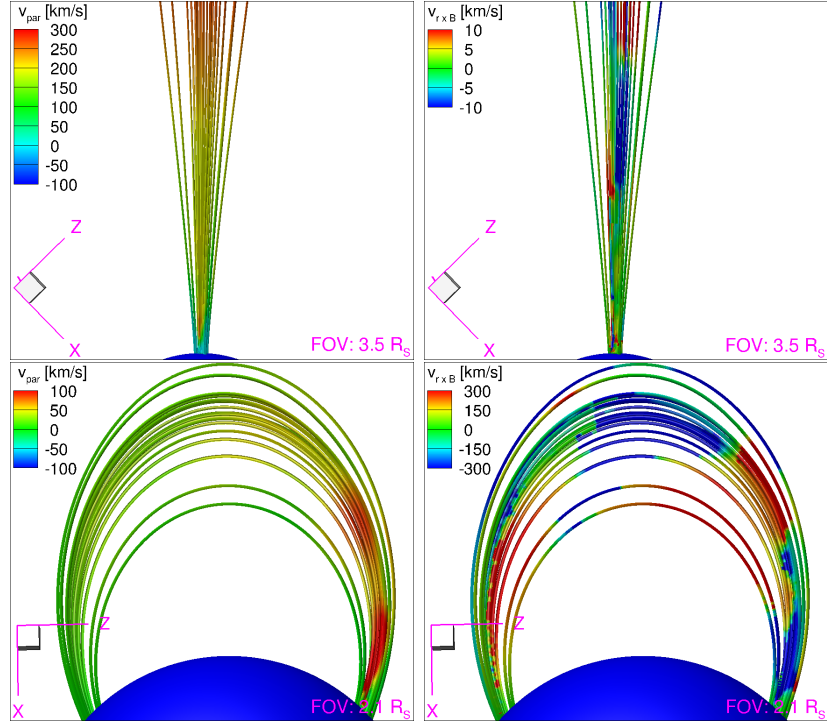 v_par [km/s]
300
250
200
150
100
50
0
-50
-100
Z
X
FOV: 3.5 R_S
v_r x B [km/s]
10
5
0
-5
-10
Z
X
FOV: 3.5 R_S
v_par [km/s]
100
50
0
-50
-100
Z
X
FOV: 2.1 R_S
v_r x B [km/s]
300
150
0
-150
-300
Z
X
FOV: 2.1 R_S